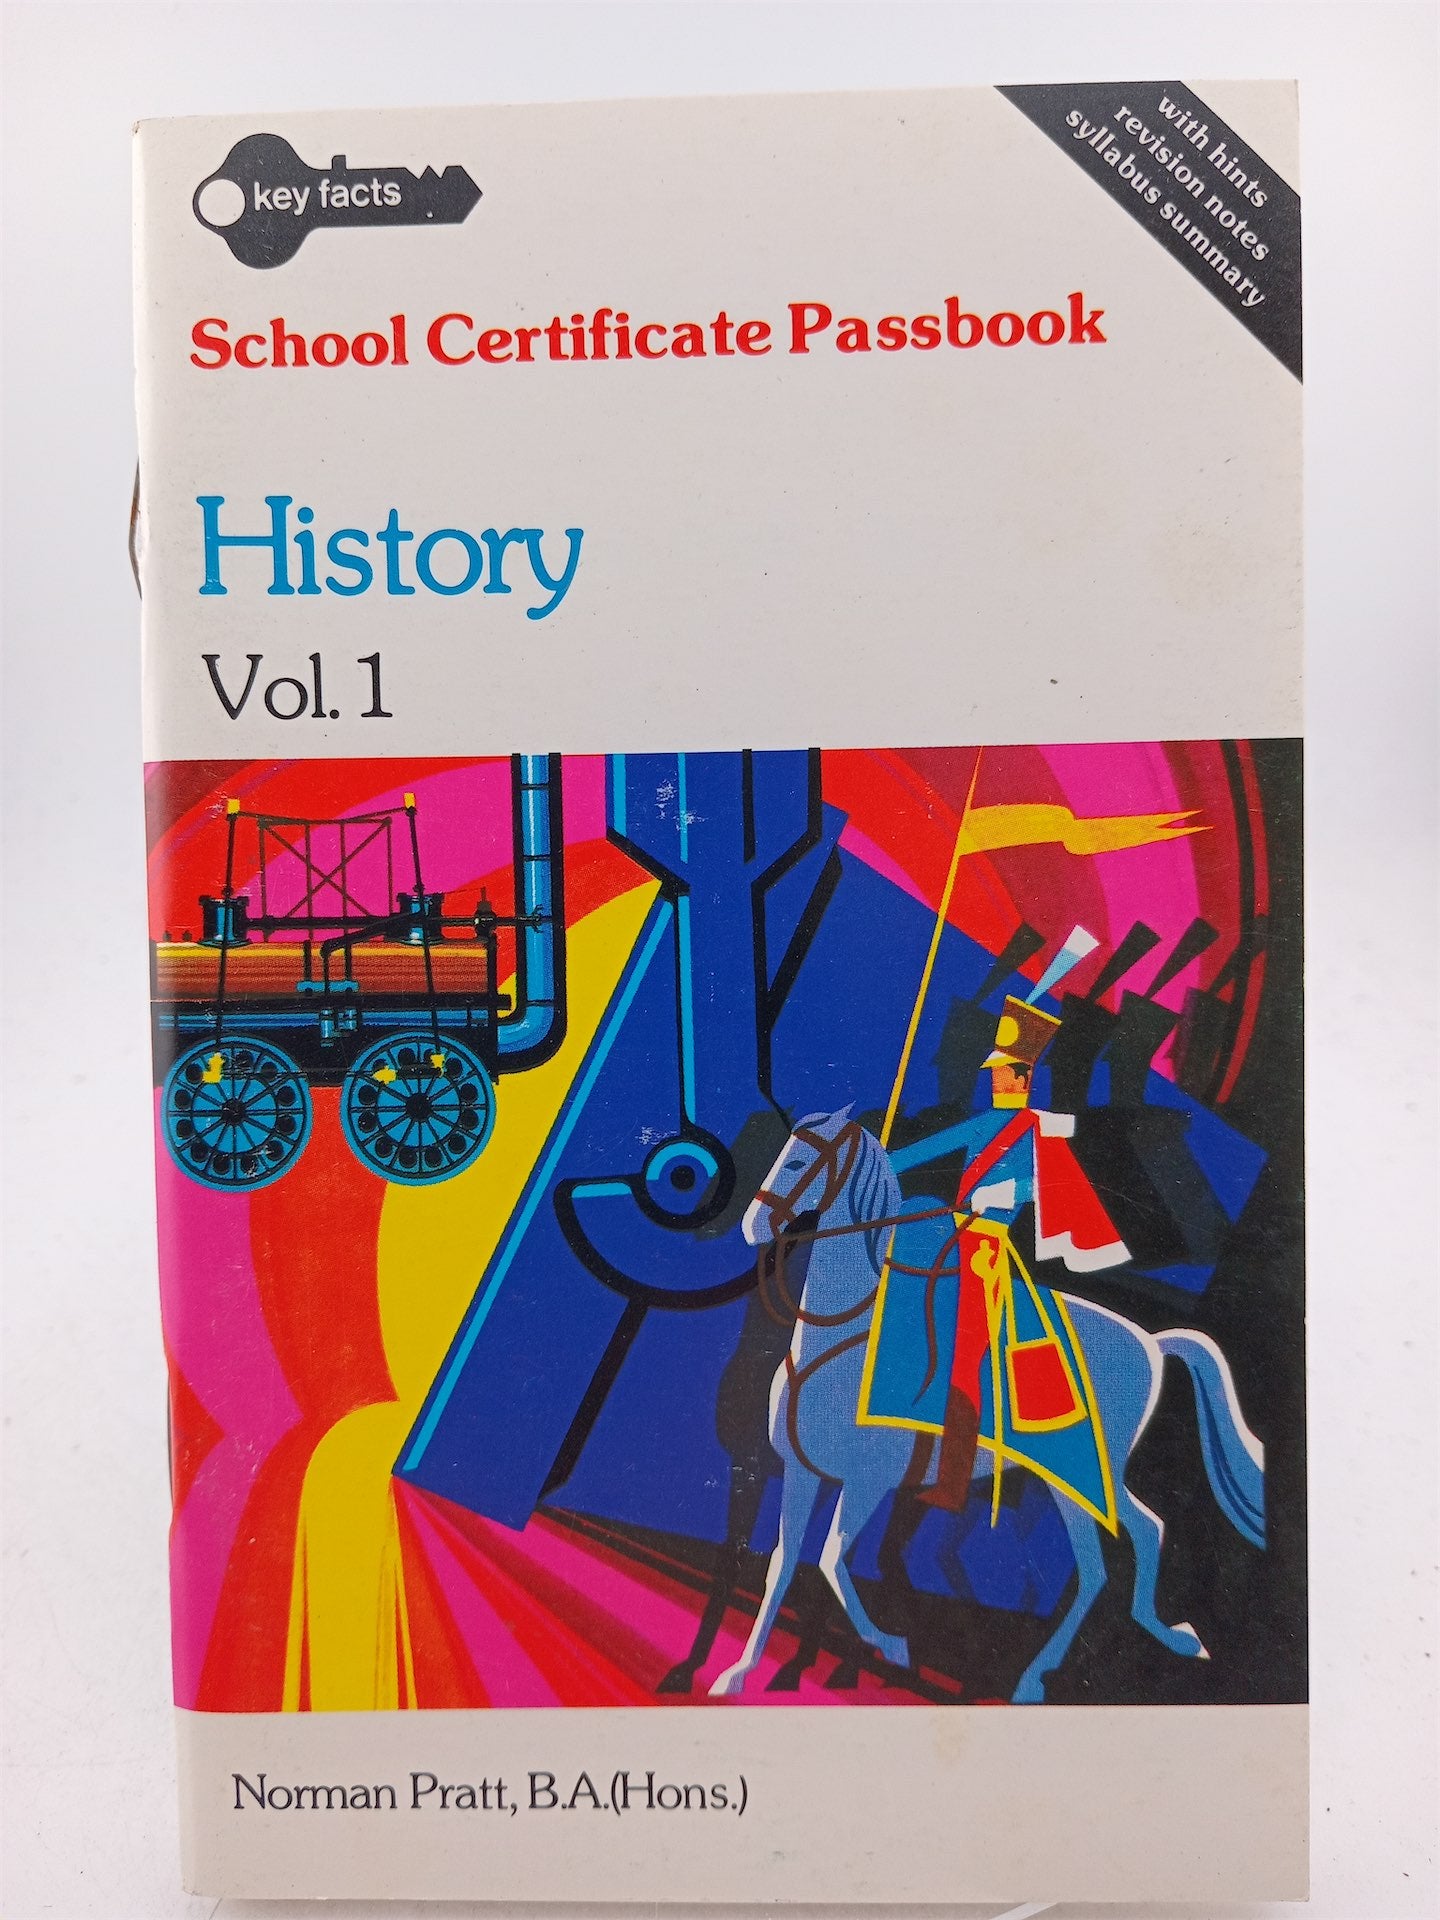 key facts
with hints
revision notes
syllabus summary
School Certificate Passbook
History
Vol. 1
Norman Pratt, B.A.(Hons.)